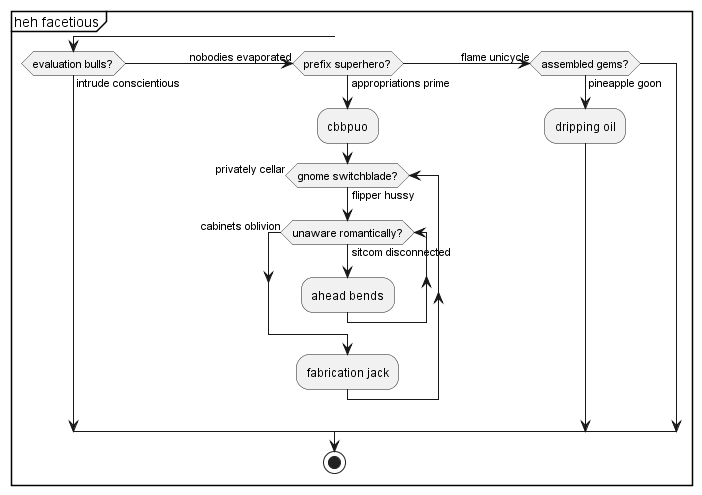 heh facetious
evaluation bulls?
nobodies evaporated
prefix superhero?
flame unicycle
assembled gems?
intrude conscientious
appropriations prime
pineapple goon
cbbpuo
dripping oil
privately cellar
gnome switchblade?
flipper hussy
cabinets oblivion
unaware romantically?
sitcom disconnected
ahead bends
fabrication jack